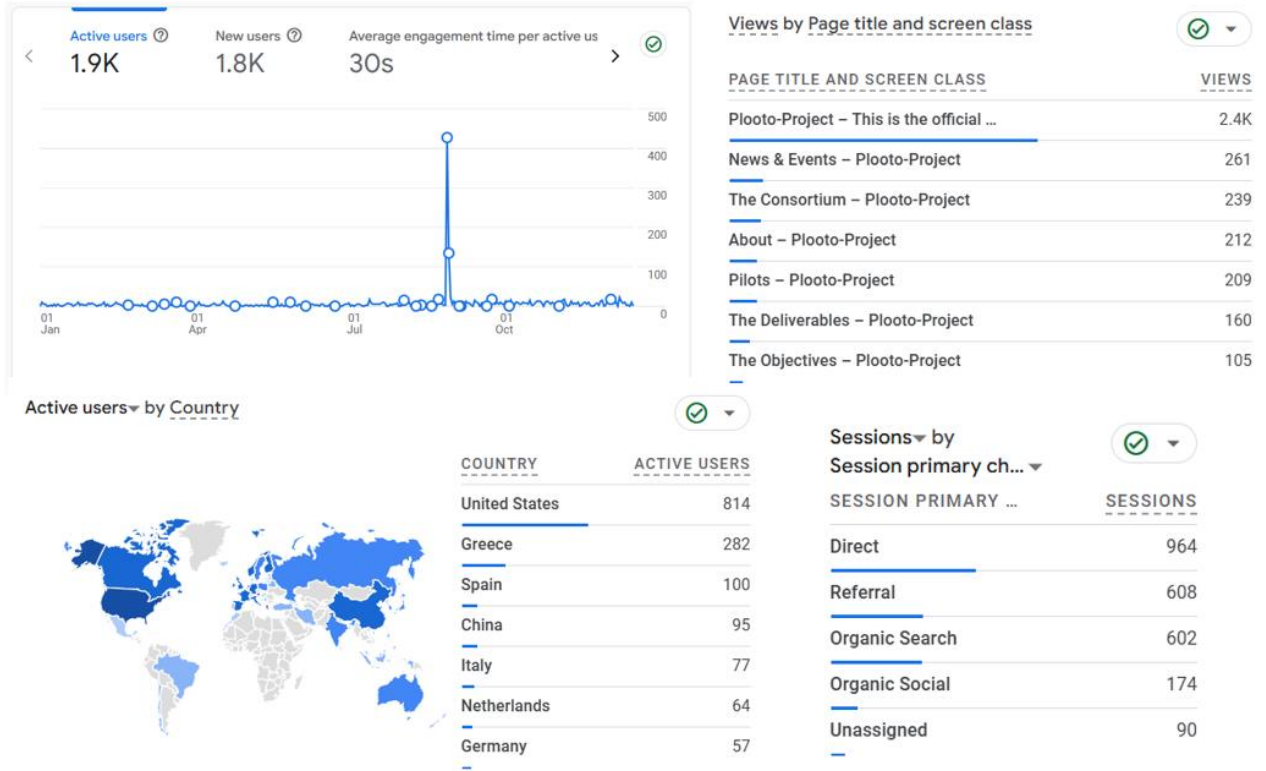 Active users New users Average engagement time per active us
1.9K 1.8K 30s
500
400
300
200
100
0
01 01 01 01
Jan Apr Jul Oct
Views by Page title and screen class
PAGE TITLE AND SCREEN CLASS VIEWS
Plooto-Project – This is the official ... 2.4K
News & Events – Plooto-Project 261
The Consortium – Plooto-Project 239
About – Plooto-Project 212
Pilots – Plooto-Project 209
The Deliverables – Plooto-Project 160
The Objectives – Plooto-Project 105
Active users by Country
COUNTRY ACTIVE USERS
United States 814
Greece 282
Spain 100
China 95
Italy 77
Netherlands 64
Germany 57
Sessions by
Session primary ch...
SESSION PRIMARY ... SESSIONS
Direct 964
Referral 608
Organic Search 602
Organic Social 174
Unassigned 90